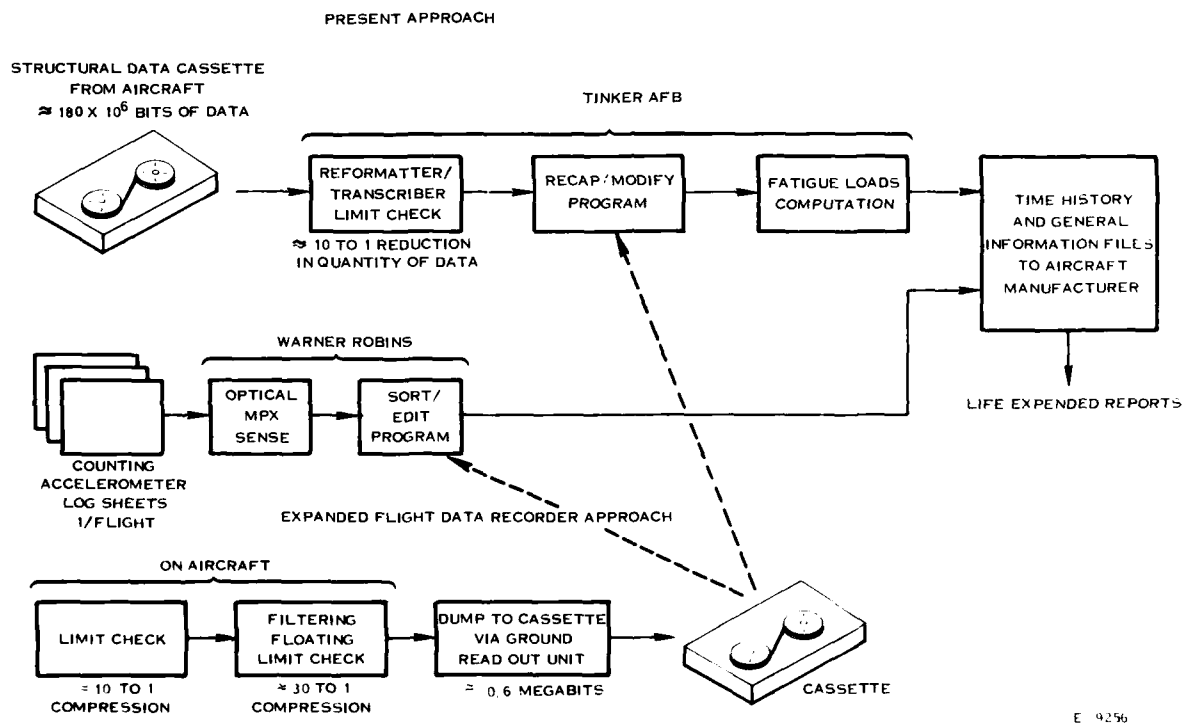 PRESENT APPROACH
STRUCTURAL DATA CASSETTE
FROM AIRCRAFT
≈ 180 X 10⁶ BITS OF DATA
TINKER AFB
REFORMATTER/
TRANSCRIBER
LIMIT CHECK
≈ 10 TO 1 REDUCTION
IN QUANTITY OF DATA
RECAP/MODIFY
PROGRAM
FATIGUE LOADS
COMPUTATION
TIME HISTORY
AND GENERAL
INFORMATION FILES
TO AIRCRAFT
MANUFACTURER
LIFE EXPENDED REPORTS
WARNER ROBINS
OPTICAL
MPX
SENSE
SORT/
EDIT
PROGRAM
COUNTING
ACCELEROMETER
LOG SHEETS
1/FLIGHT
EXPANDED FLIGHT DATA RECORDER APPROACH
ON AIRCRAFT
LIMIT CHECK
≈ 10 TO 1
COMPRESSION
FILTERING
FLOATING
LIMIT CHECK
≈ 30 TO 1
COMPRESSION
DUMP TO CASSETTE
VIA GROUND
READ OUT UNIT
≈ 0.6 MEGABITS
CASSETTE
E 9256